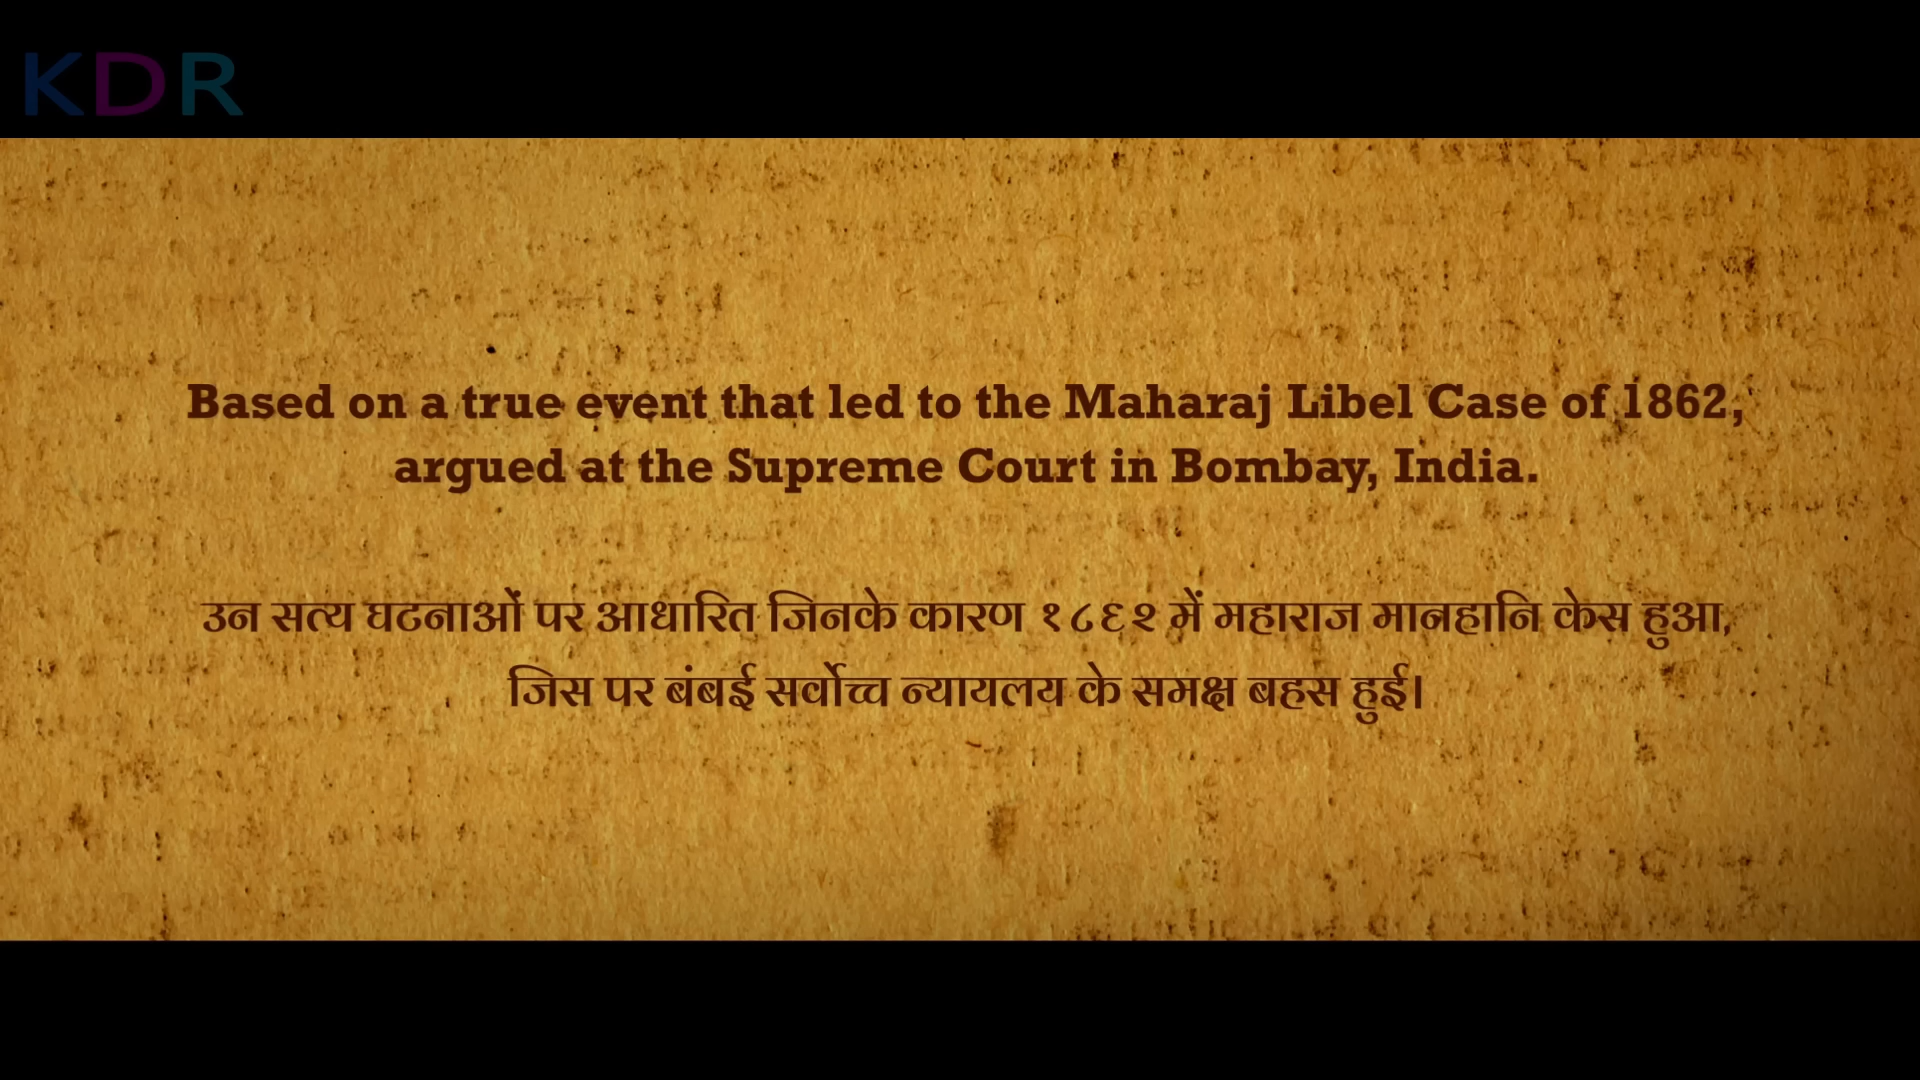 KDR
Based on a true event that led to the Maharaj Libel Case of 1862,
argued at the Supreme Court in Bombay, India.
उन सत्य घटनाओं पर आधारित जिनके कारण १८६२ में महाराज मानहानि केस हुआ,
जिस पर बंबई सर्वोच्च न्यायलय के समक्ष बहस हुई।